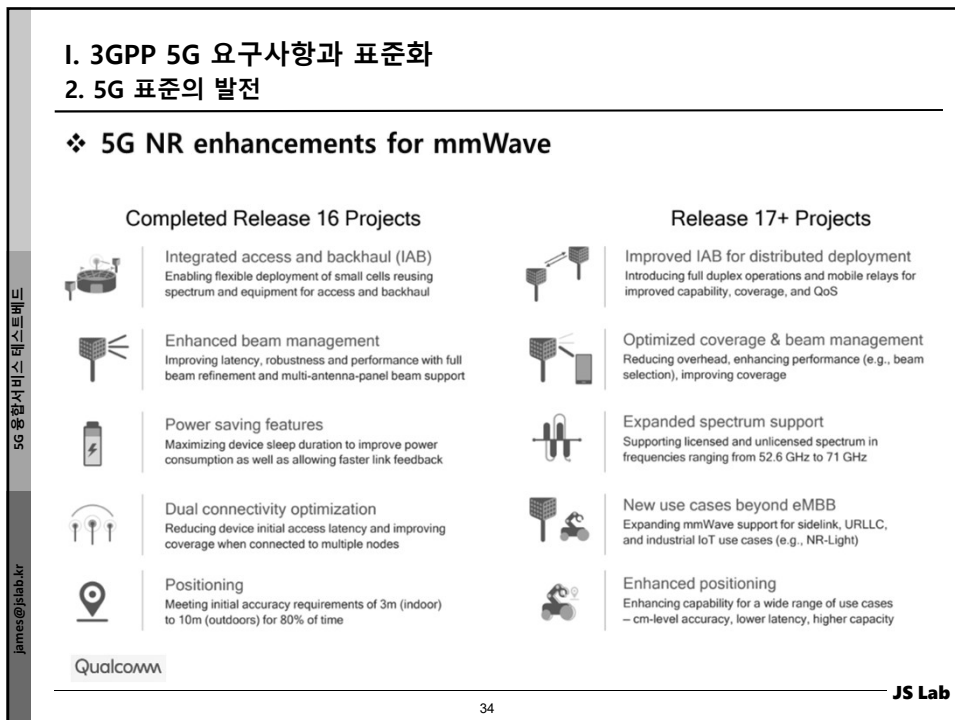 I. 3GPP 5G 요구사항과 표준화
2. 5G 표준의 발전
❖ 5G NR enhancements for mmWave
Completed Release 16 Projects
Integrated access and backhaul (IAB)
Enabling flexible deployment of small cells reusing
spectrum and equipment for access and backhaul
Enhanced beam management
Improving latency, robustness and performance with full
beam refinement and multi-antenna-panel beam support
Power saving features
Maximizing device sleep duration to improve power
consumption as well as allowing faster link feedback
Dual connectivity optimization
Reducing device initial access latency and improving
coverage when connected to multiple nodes
Positioning
Meeting initial accuracy requirements of 3m (indoor)
to 10m (outdoors) for 80% of time
Release 17+ Projects
Improved IAB for distributed deployment
Introducing full duplex operations and mobile relays for
improved capability, coverage, and QoS
Optimized coverage & beam management
Reducing overhead, enhancing performance (e.g., beam
selection), improving coverage
Expanded spectrum support
Supporting licensed and unlicensed spectrum in
frequencies ranging from 52.6 GHz to 71 GHz
New use cases beyond eMBB
Expanding mmWave support for sidelink, URLLC,
and industrial IoT use cases (e.g., NR-Light)
Enhanced positioning
Enhancing capability for a wide range of use cases
– cm-level accuracy, lower latency, higher capacity
Qualcomm
JS Lab
34
5G 융합서비스 테스트베드
james@jslab.kr